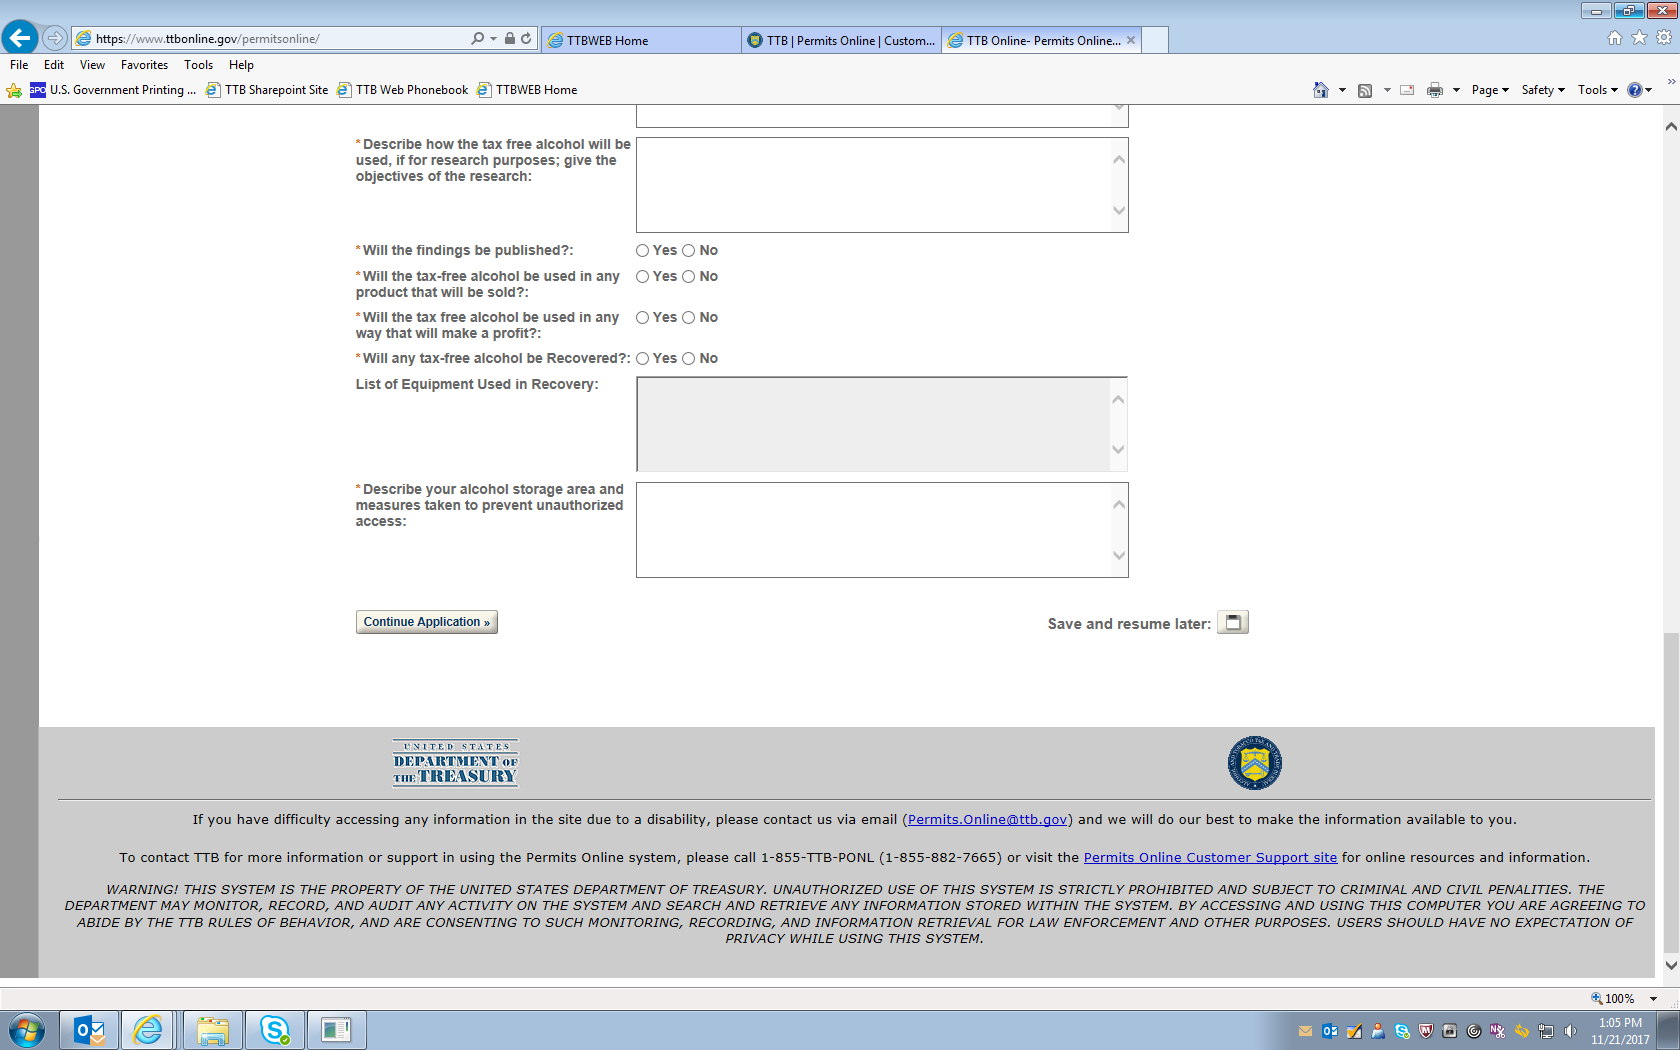 https://www.ttbonline.gov/permitsonline/
TTBWEB Home
TTB | Permits Online | Custom...
TTB Online- Permits Online...
File Edit View Favorites Tools Help
GPO U.S. Government Printing ... TTB Sharepoint Site TTB Web Phonebook TTBWEB Home
Page Safety Tools
*Describe how the tax free alcohol will be
used, if for research purposes; give the
objectives of the research:
*Will the findings be published?: Yes No
*Will the tax-free alcohol be used in any Yes No
product that will be sold?:
*Will the tax free alcohol be used in any Yes No
way that will make a profit?:
*Will any tax-free alcohol be Recovered?: Yes No
List of Equipment Used in Recovery:
*Describe your alcohol storage area and
measures taken to prevent unauthorized
access:
Continue Application »
Save and resume later:
UNITED STATES
DEPARTMENT OF
THE TREASURY
If you have difficulty accessing any information in the site due to a disability, please contact us via email (Permits.Online@ttb.gov) and we will do our best to make the information available to you.
To contact TTB for more information or support in using the Permits Online system, please call 1-855-TTB-PONL (1-855-882-7665) or visit the Permits Online Customer Support site for online resources and information.
WARNING! THIS SYSTEM IS THE PROPERTY OF THE UNITED STATES DEPARTMENT OF TREASURY. UNAUTHORIZED USE OF THIS SYSTEM IS STRICTLY PROHIBITED AND SUBJECT TO CRIMINAL AND CIVIL PENALITIES. THE
DEPARTMENT MAY MONITOR, RECORD, AND AUDIT ANY ACTIVITY ON THE SYSTEM AND SEARCH AND RETRIEVE ANY INFORMATION STORED WITHIN THE SYSTEM. BY ACCESSING AND USING THIS COMPUTER YOU ARE AGREEING TO
ABIDE BY THE TTB RULES OF BEHAVIOR, AND ARE CONSENTING TO SUCH MONITORING, RECORDING, AND INFORMATION RETRIEVAL FOR LAW ENFORCEMENT AND OTHER PURPOSES. USERS SHOULD HAVE NO EXPECTATION OF
PRIVACY WHILE USING THIS SYSTEM.
100%
1:05 PM
11/21/2017